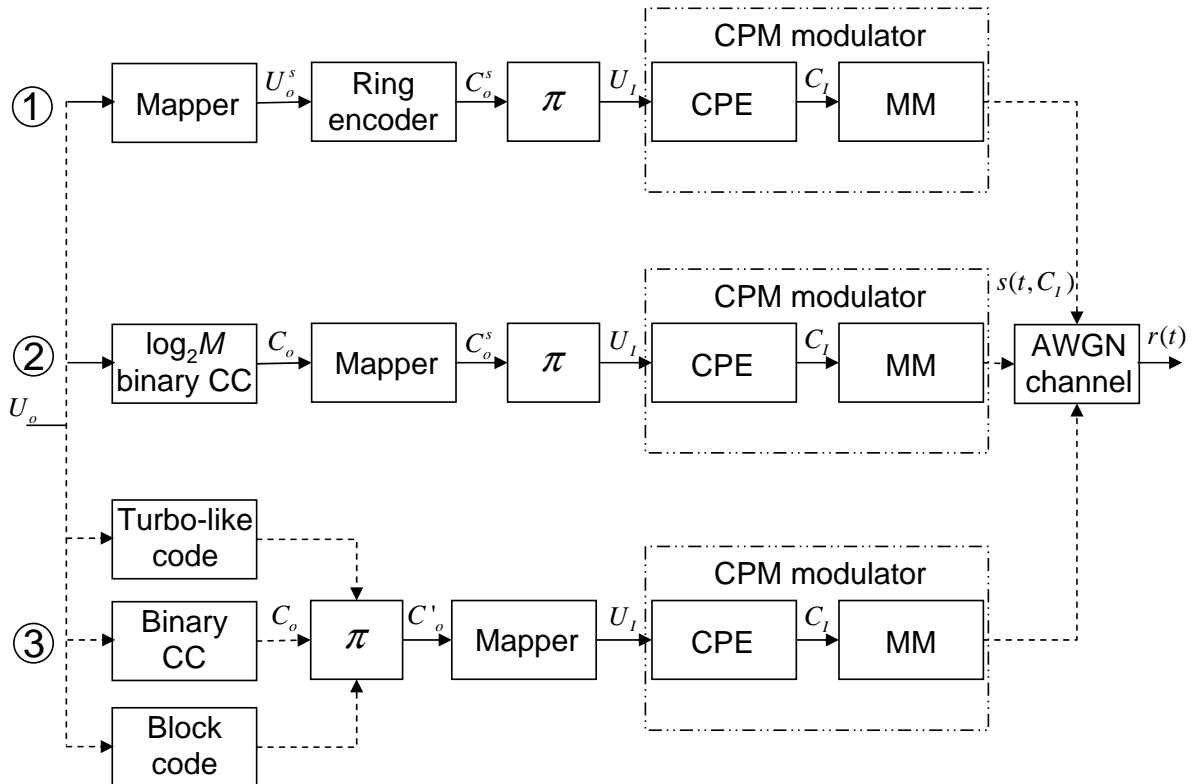 CPM modulator
①
Mapper
U_o^s
Ring
encoder
C_o^s
π
U_I
CPE
C_I
MM
CPM modulator
②
log₂M
binary CC
C_o
Mapper
C_o^s
π
U_I
CPE
C_I
MM
s(t, C_I)
AWGN
channel
r(t)
U_o
③
Turbo-like
code
Binary
CC
Block
code
C_o
π
C'_o
Mapper
U_I
CPM modulator
CPE
C_I
MM